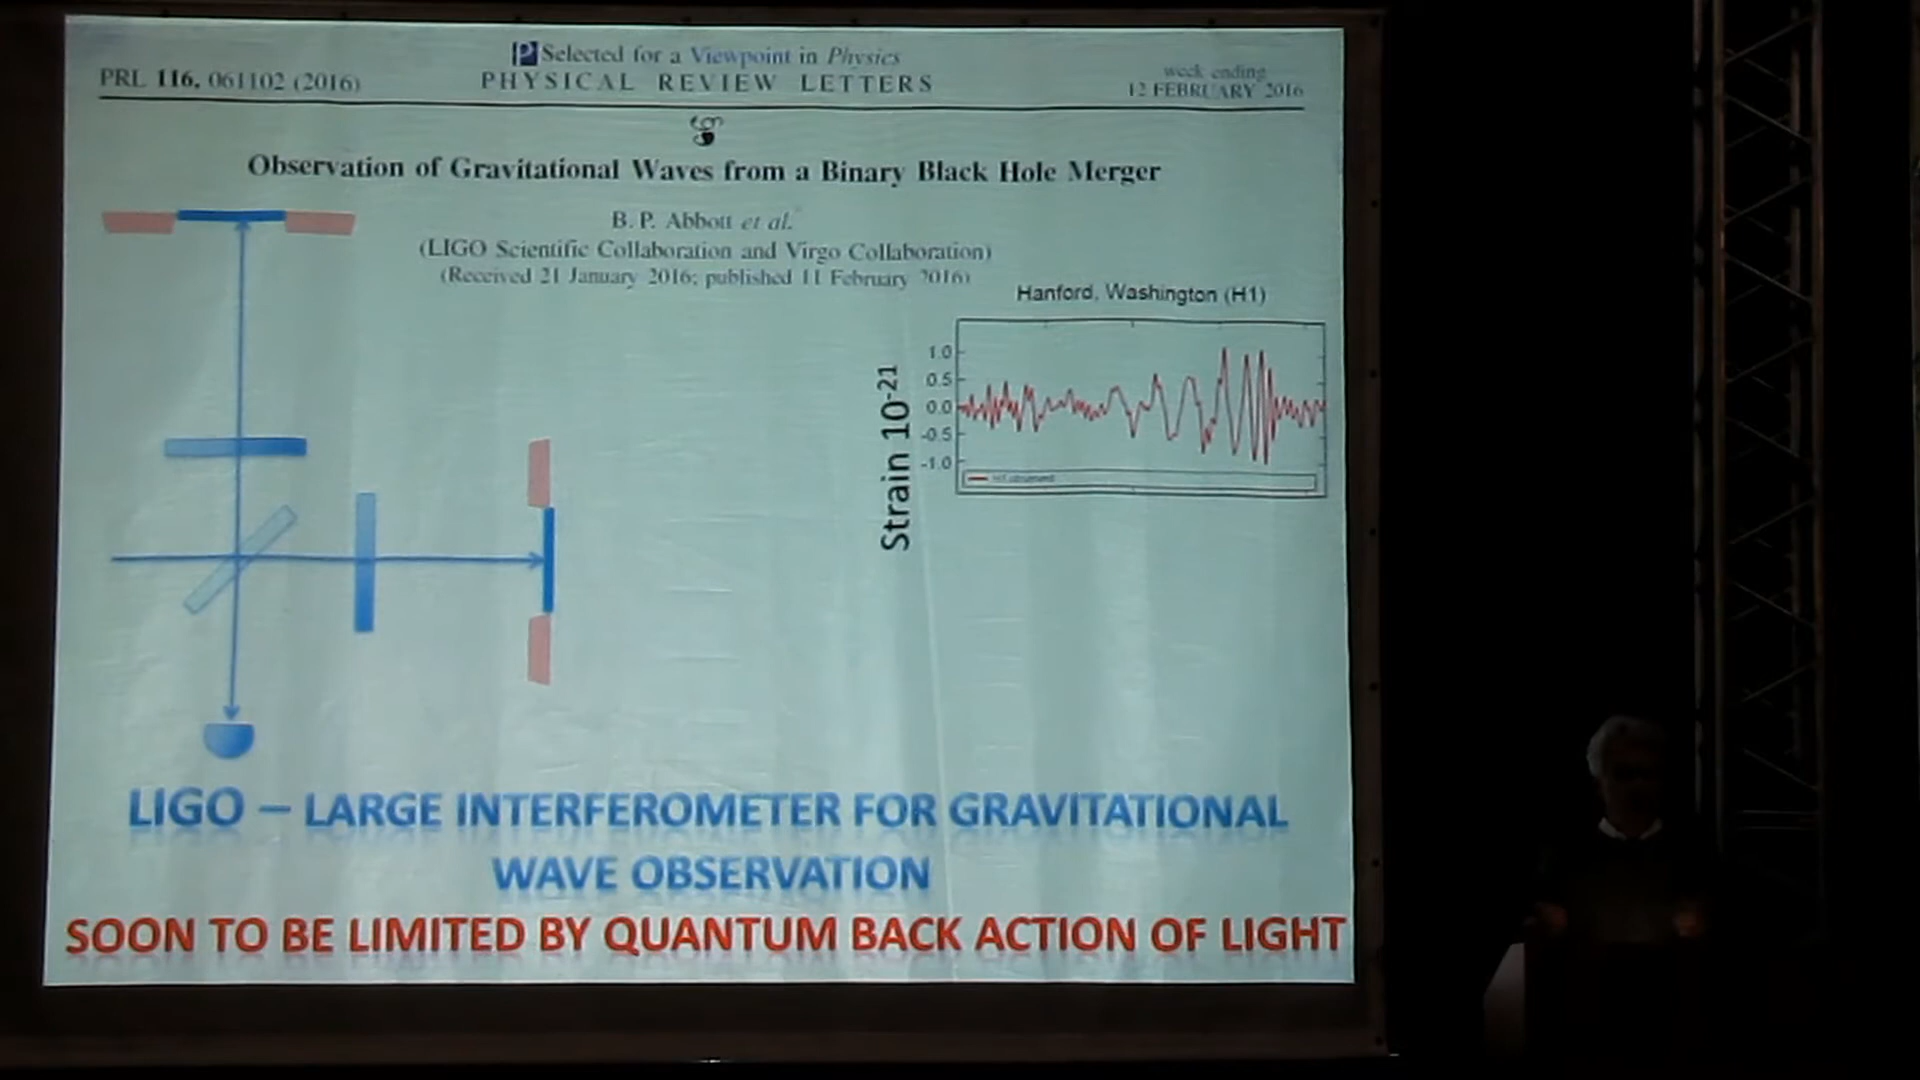 Selected for a Viewpoint in Physics
PRL 116, 061102 (2016)
PHYSICAL REVIEW LETTERS
week ending
12 FEBRUARY 2016
Observation of Gravitational Waves from a Binary Black Hole Merger
B. P. Abbott et al.
(LIGO Scientific Collaboration and Virgo Collaboration)
(Received 21 January 2016; published 11 February 2016)
Hanford, Washington (H1)
Strain 10-21
1.0
0.5
0.0
-0.5
-1.0
H1 observed
LIGO – LARGE INTERFEROMETER FOR GRAVITATIONAL
WAVE OBSERVATION
SOON TO BE LIMITED BY QUANTUM BACK ACTION OF LIGHT